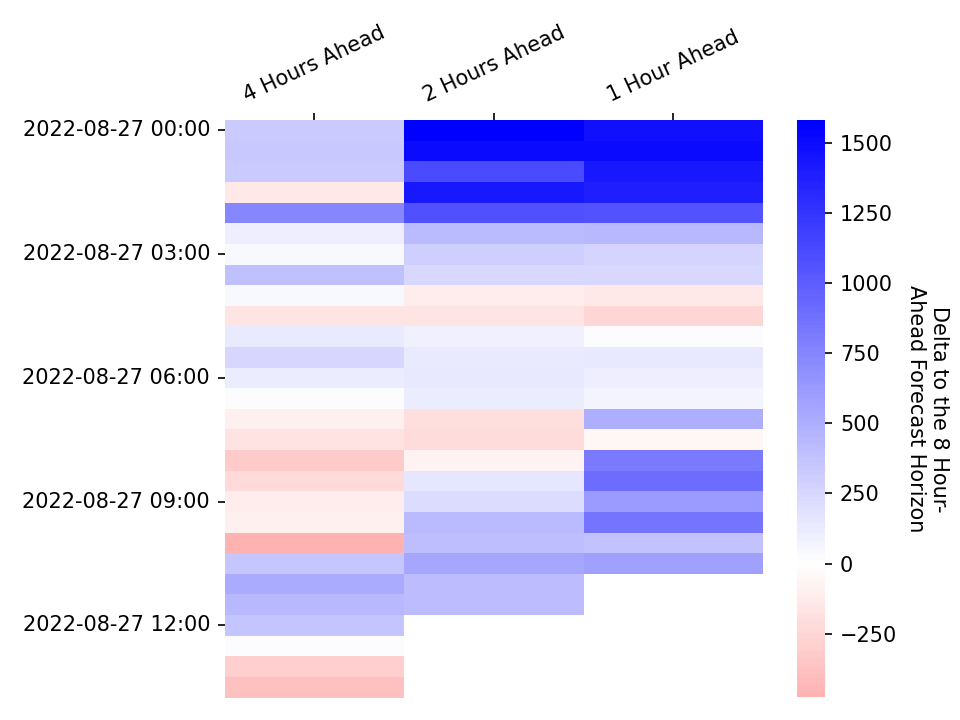 4 Hours Ahead
2 Hours Ahead
1 Hour Ahead
2022-08-27 00:00
2022-08-27 03:00
2022-08-27 06:00
2022-08-27 09:00
2022-08-27 12:00
1500
1250
1000
750
500
250
0
−250
Delta to the 8 Hour-
Ahead Forecast Horizon